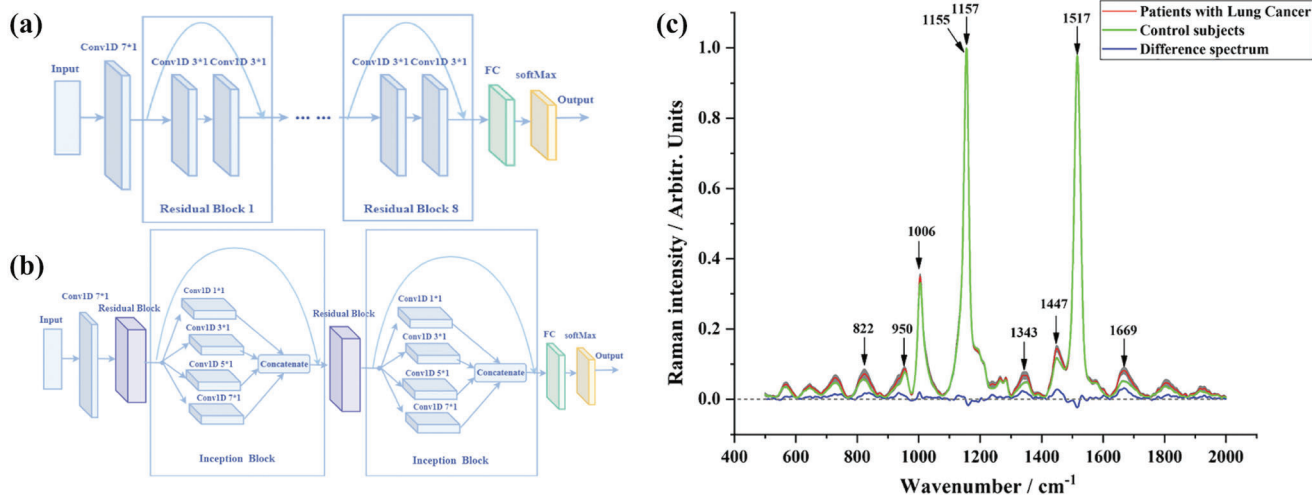 (a)
Input
Conv1D 7*1
Conv1D 3*1 Conv1D 3*1
... ...
Conv1D 3*1 Conv1D 3*1
FC
softMax
Output
Residual Block 1
Residual Block 8
(b)
Input
Conv1D 7*1
Residual Block
Conv1D 1*1
Conv1D 3*1
Conv1D 5*1
Conv1D 7*1
Concatenate
Inception Block
Residual Block
Conv1D 1*1
Conv1D 3*1
Conv1D 5*1
Conv1D 7*1
Concatenate
Inception Block
FC
softMax
Output
(c)
Patients with Lung Cancer
Control subjects
Difference spectrum
Raman intensity / Arbitr. Units
1.0
0.8
0.6
0.4
0.2
0.0
822
950
1006
1155
1157
1343
1447
1517
1669
400 600 800 1000 1200 1400 1600 1800 2000
Wavenumber / cm⁻¹